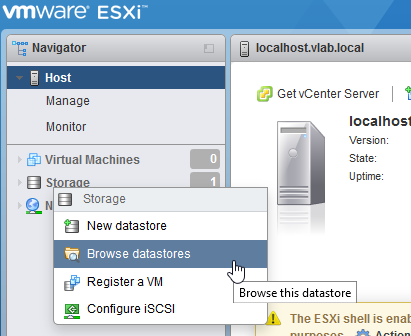 vmware ESXi™
Navigator
localhost.vlab.local
Host
Manage
Monitor
Get vCenter Server
localhost
Version:
State:
Uptime:
Virtual Machines 0
Storage 1
N
Storage
New datastore
Browse datastores
Register a VM
Configure iSCSI
Browse this datastore
The ESXi shell is enab
purposes. Action